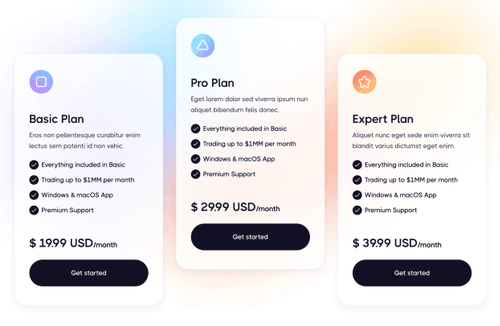 Basic Plan
Eros non pellentesque curabitur enim
lectus sem potenti id non vehic.
Everything included in Basic
Trading up to $1MM per month
Windows & macOS App
Premium Support
$ 19.99 USD/month
Get started
Pro Plan
Eget lorem dolor sed viverra ipsum nun
aliquet bibendum felis donec.
Everything included in Basic
Trading up to $1MM per month
Windows & macOS App
Premium Support
$ 29.99 USD/month
Get started
Expert Plan
Aliquet nunc eget sede enim viverra sit
blandit varius dictumst eget enim.
Everything included in Basic
Trading up to $1MM per month
Windows & macOS App
Premium Support
$ 39.99 USD/month
Get started